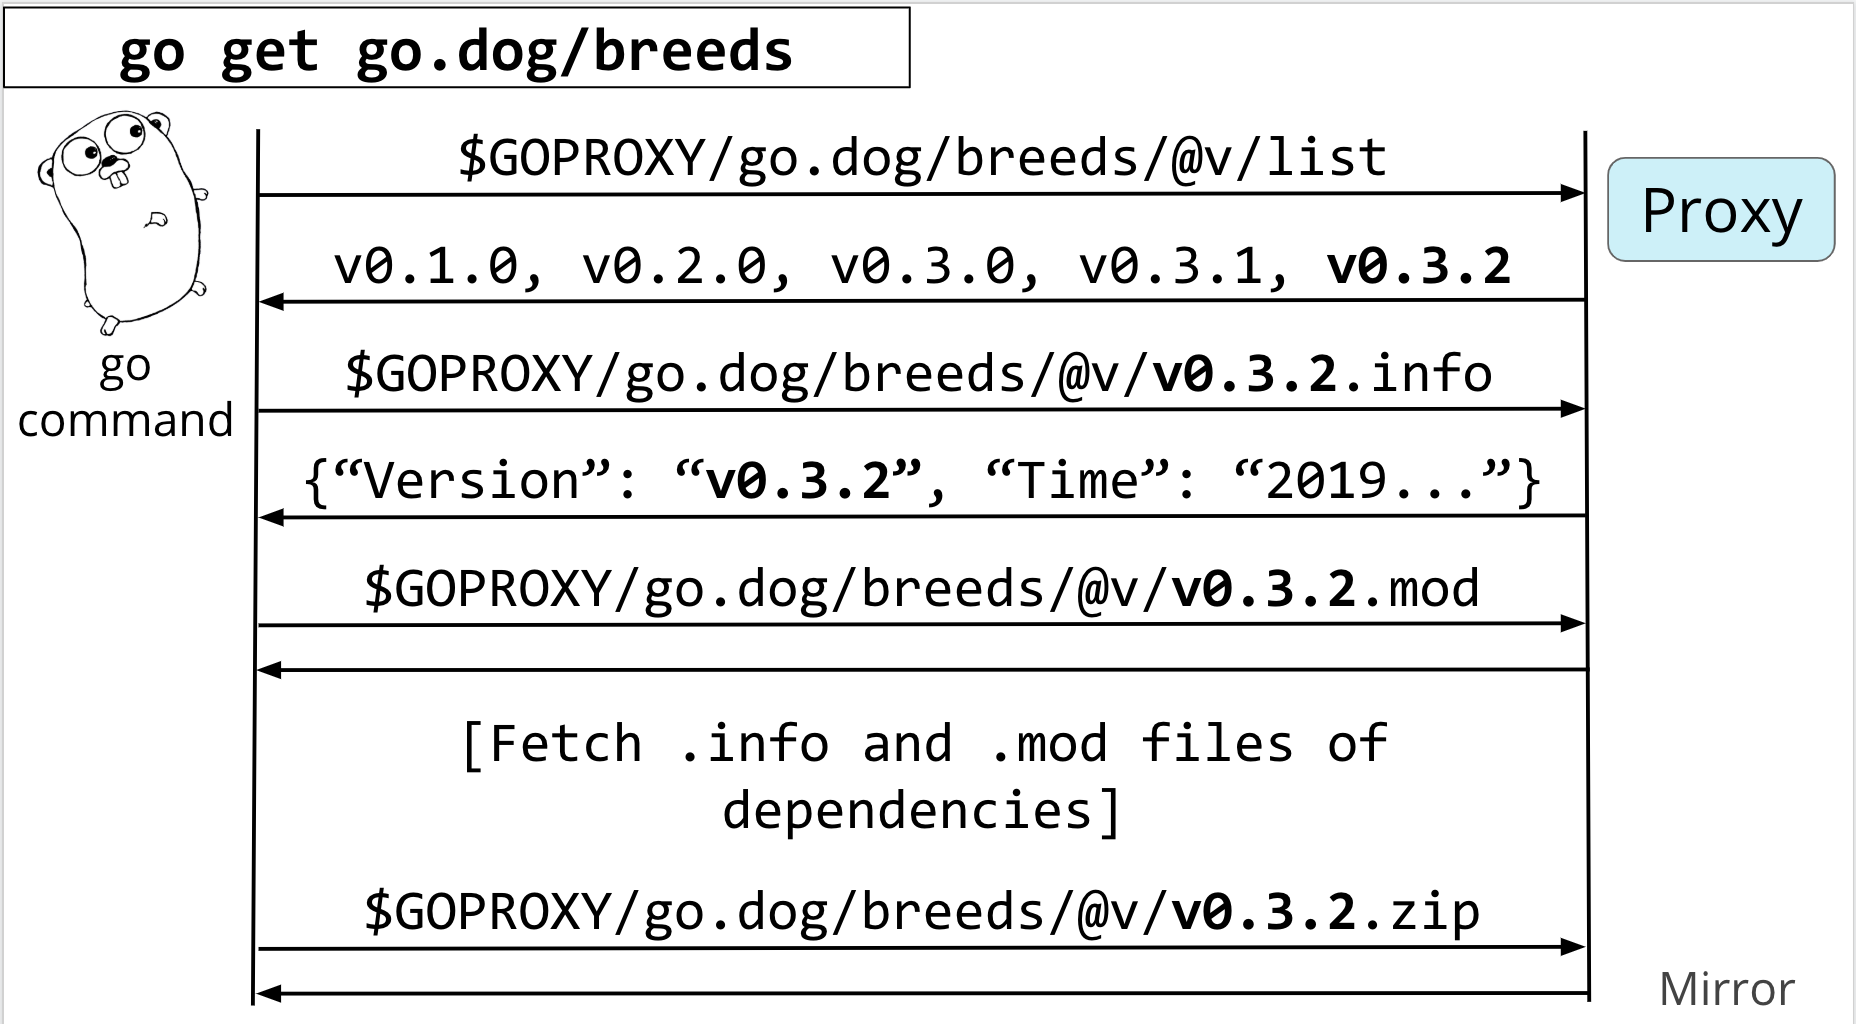 go get go.dog/breeds
$GOPROXY/go.dog/breeds/@v/list
Proxy
v0.1.0, v0.2.0, v0.3.0, v0.3.1, v0.3.2
go
command
$GOPROXY/go.dog/breeds/@v/v0.3.2.info
{“Version”: “v0.3.2”, “Time”: “2019...”}
$GOPROXY/go.dog/breeds/@v/v0.3.2.mod
[Fetch .info and .mod files of
dependencies]
$GOPROXY/go.dog/breeds/@v/v0.3.2.zip
Mirror